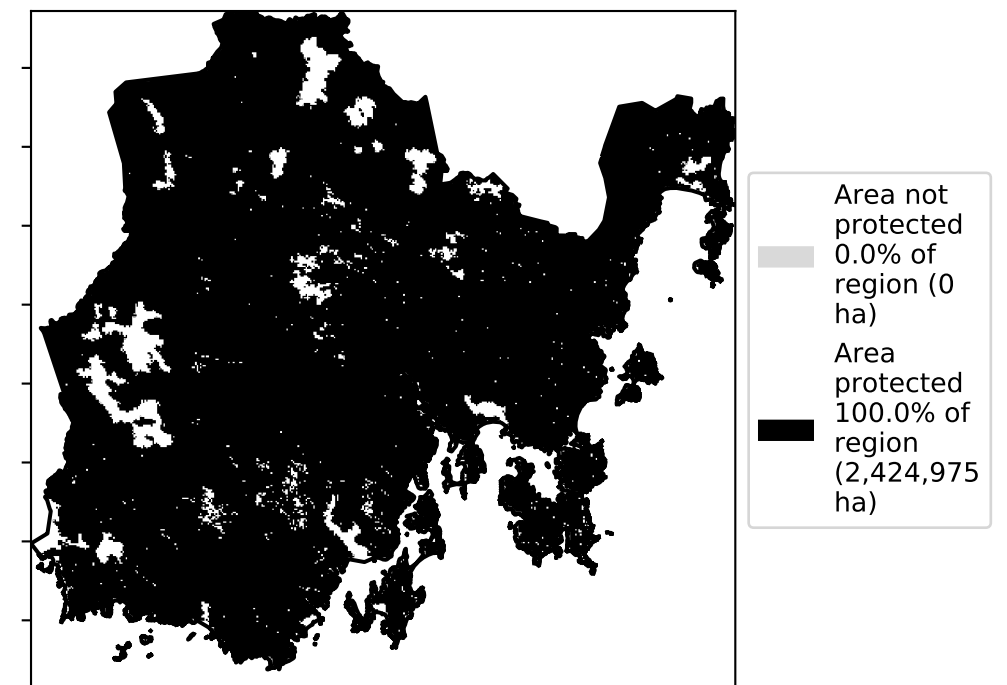 Area not
protected
0.0% of
region (0
ha)
Area
protected
100.0% of
region
(2,424,975
ha)